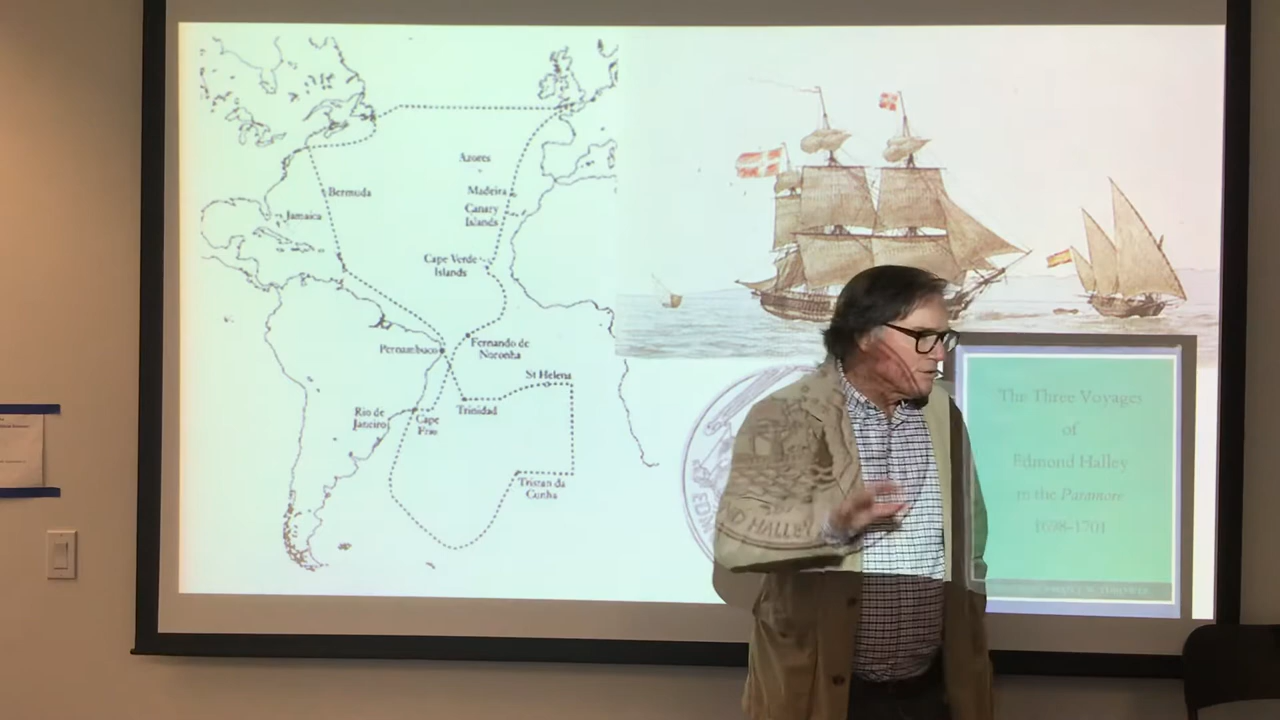 Azores
Bermuda
Madeira
Canary
Islands
Jamaica
Cape Verde
Islands
Pernambuco
Fernando de
Noronha
St Helena
Trinidad
Rio de
Janeiro
Cape
Frio
Tristan da
Cunha
EDMOND HALLEY
The Three Voyages
of
Edmond Halley
in the Paramore
1698-1701